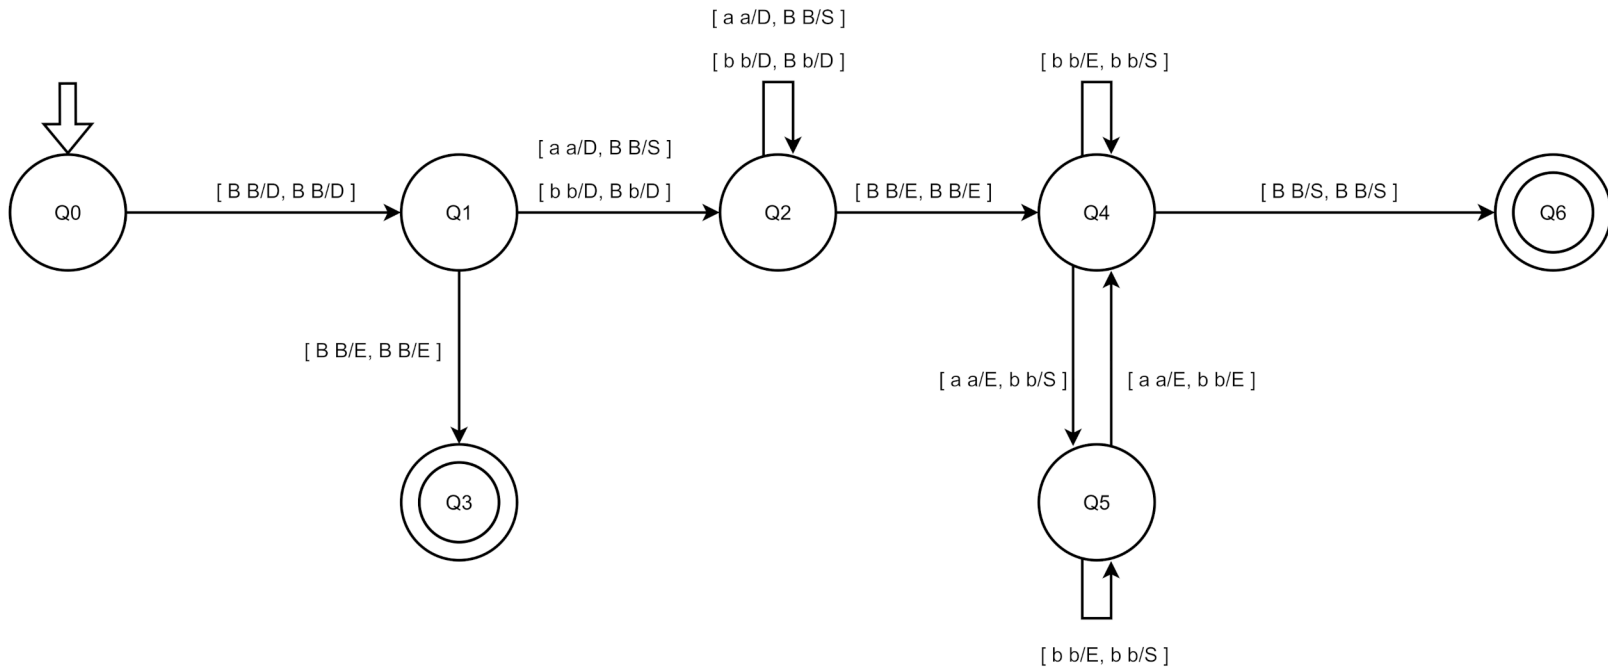 [ a a/D, B B/S ]
[ b b/D, B b/D ]
[ b b/E, b b/S ]
[ a a/D, B B/S ]
[ b b/D, B b/D ]
[ B B/D, B B/D ]
[ B B/E, B B/E ]
[ B B/S, B B/S ]
Q0
Q1
Q2
Q4
Q6
[ B B/E, B B/E ]
[ a a/E, b b/S ]
[ a a/E, b b/E ]
Q3
Q5
[ b b/E, b b/S ]